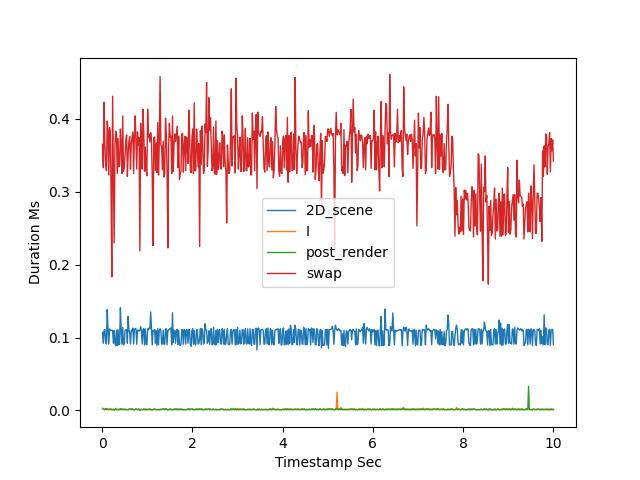 0.4
0.3
0.2
0.1
0.0
Duration Ms
2D_scene
I
post_render
swap
0 2 4 6 8 10
Timestamp Sec